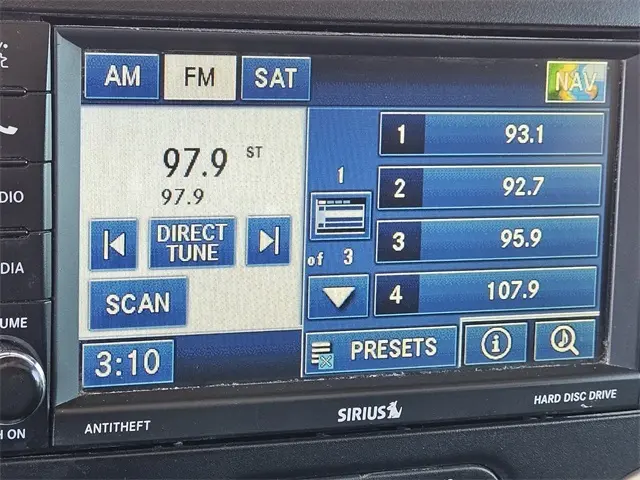 AM FM SAT NAV
97.9 ST
97.9
DIRECT
TUNE
SCAN
3:10
1
of 3
1 93.1
2 92.7
3 95.9
4 107.9
PRESETS
DIO
DIA
UME
H ON
ANTITHEFT
SIRIUS
HARD DISC DRIVE